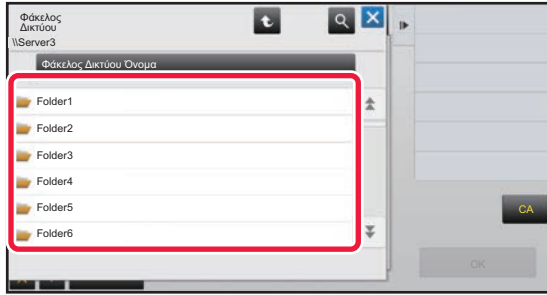 Φάκελος
Δικτύου
\\Server3
Φάκελος Δικτύου Όνομα
Folder1
Folder2
Folder3
Folder4
Folder5
Folder6
CA
OK